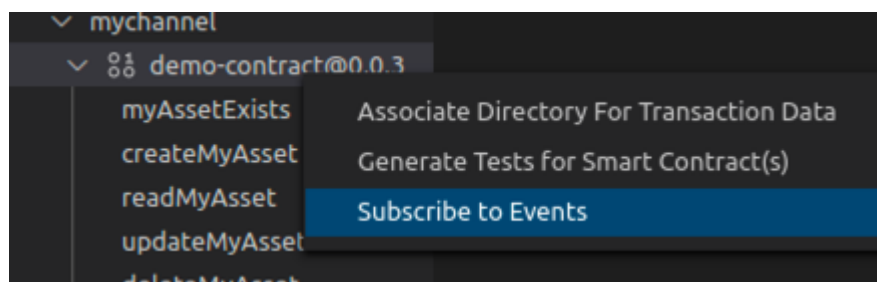 mychannel
demo-contract@0.0.3
myAssetExists
createMyAsset
readMyAsset
updateMyAsset
Associate Directory For Transaction Data
Generate Tests for Smart Contract(s)
Subscribe to Events